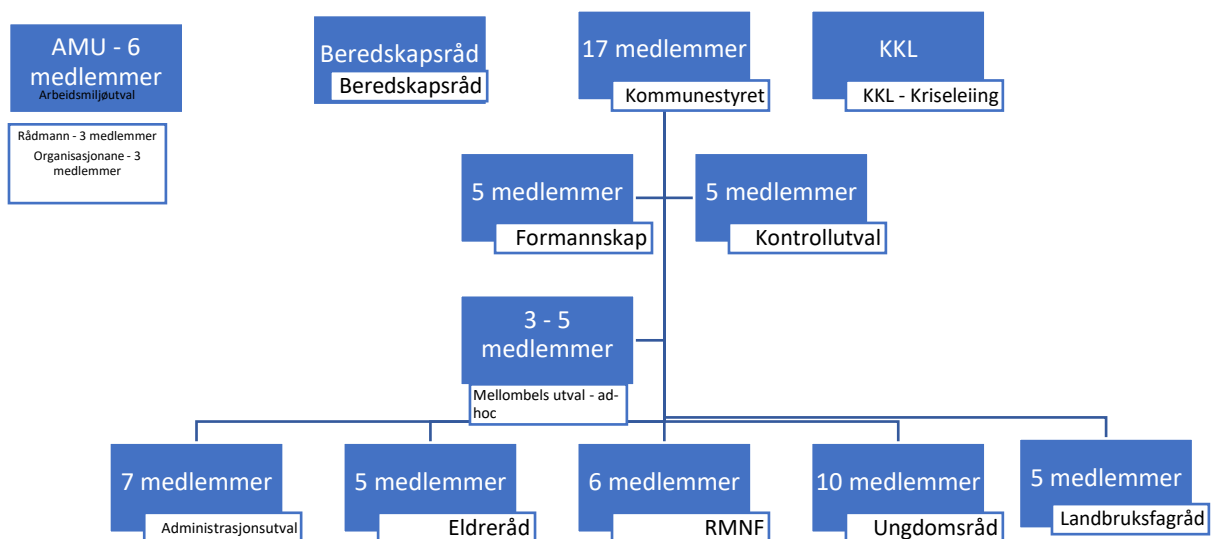 AMU - 6
medlemmer
Arbeidsmiljøutval
Rådmann - 3 medlemmer
Organisasjonane - 3
medlemmer
Beredskapsråd
Beredskapsråd
17 medlemmer
Kommunestyret
KKL
KKL - Kriseleiing
5 medlemmer
Formannskap
5 medlemmer
Kontrollutval
3 - 5
medlemmer
Mellombels utval - ad-
hoc
7 medlemmer
Administrasjonsutval
5 medlemmer
Eldreråd
6 medlemmer
RMNF
10 medlemmer
Ungdomsråd
5 medlemmer
Landbruksfagråd